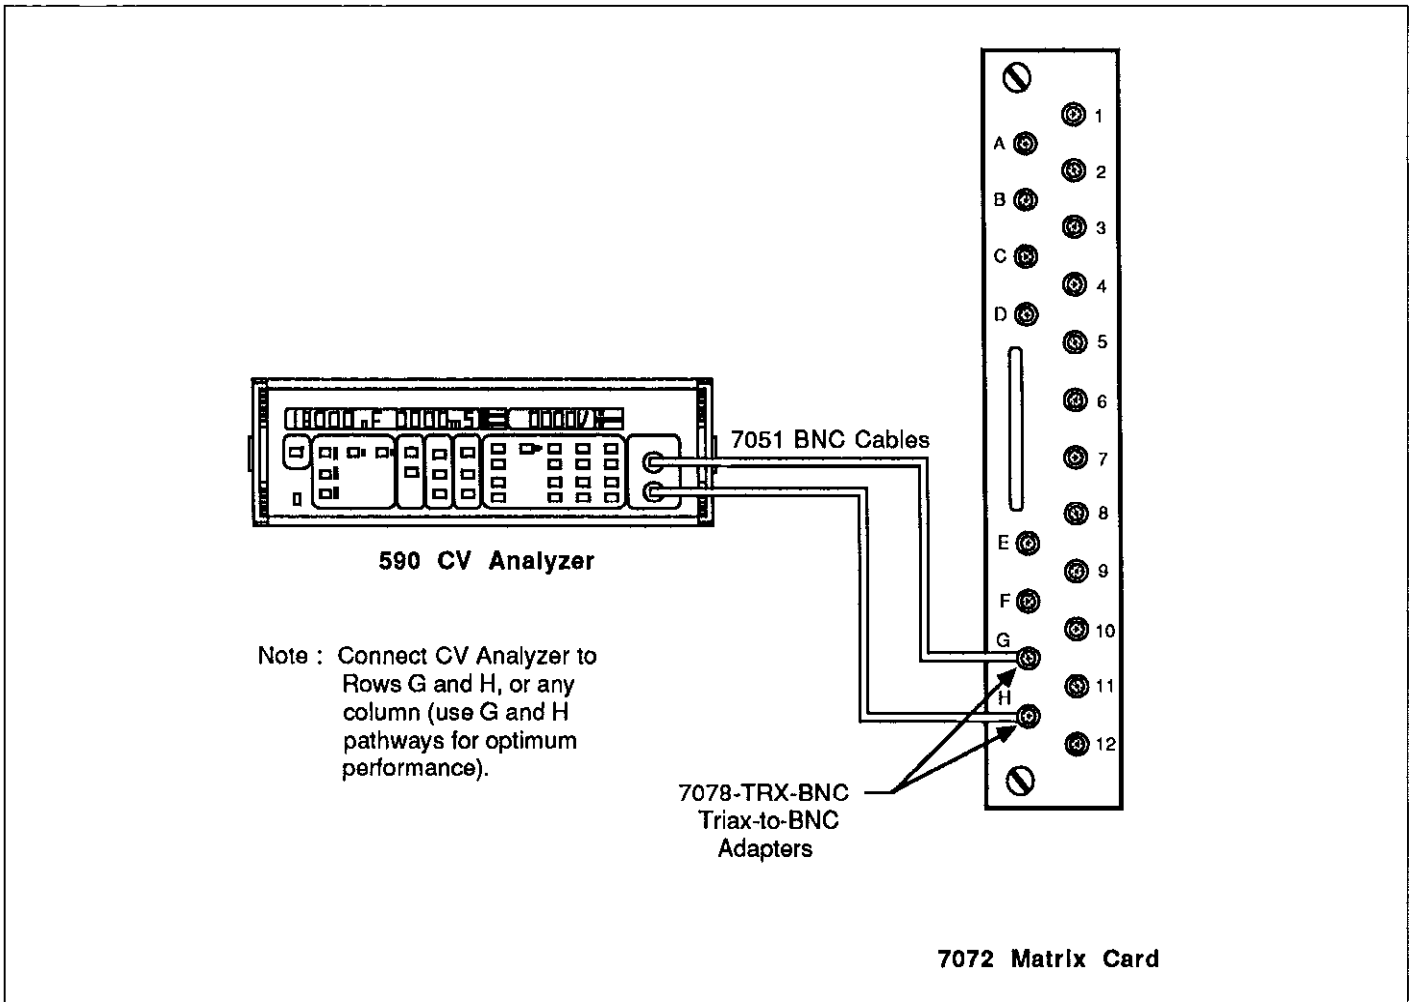 1
A
2
B
3
C
4
D
5
6
7
7051 BNC Cables
8
E
590 CV Analyzer
9
F
10
G
Note : Connect CV Analyzer to
Rows G and H, or any
column (use G and H
pathways for optimum
performance).
11
H
12
7078-TRX-BNC
Triax-to-BNC
Adapters
7072 Matrix Card